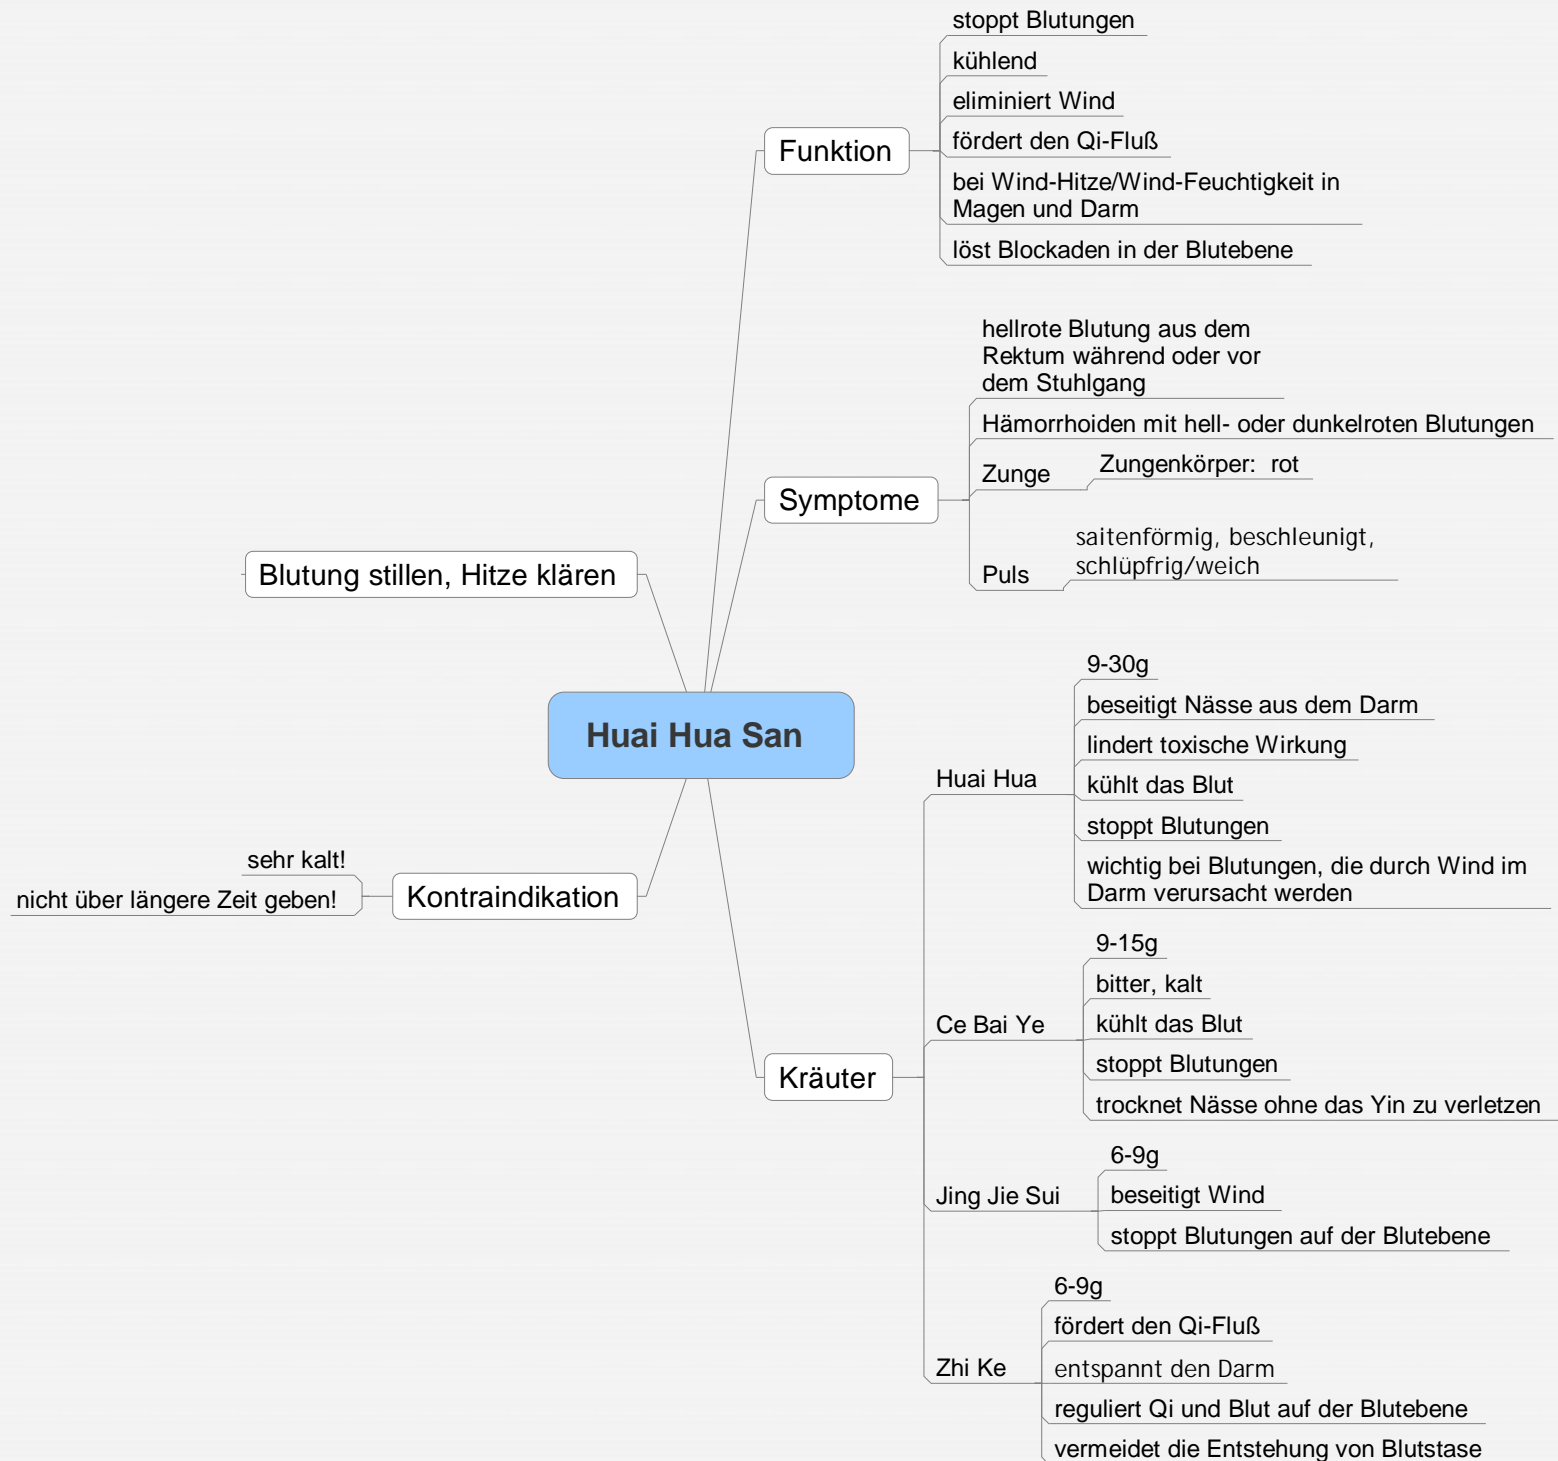 Huai Hua San
Funktion
stoppt Blutungen
kühlend
eliminiert Wind
fördert den Qi-Fluß
bei Wind-Hitze/Wind-Feuchtigkeit in
Magen und Darm
löst Blockaden in der Blutebene
Symptome
hellrote Blutung aus dem
Rektum während oder vor
dem Stuhlgang
Hämorrhoiden mit hell- oder dunkelroten Blutungen
Zunge
Zungenkörper: rot
Puls
saitenförmig, beschleunigt,
schlüpfrig/weich
Kräuter
Huai Hua
9-30g
beseitigt Nässe aus dem Darm
lindert toxische Wirkung
kühlt das Blut
stoppt Blutungen
wichtig bei Blutungen, die durch Wind im
Darm verursacht werden
Ce Bai Ye
9-15g
bitter, kalt
kühlt das Blut
stoppt Blutungen
trocknet Nässe ohne das Yin zu verletzen
Jing Jie Sui
6-9g
beseitigt Wind
stoppt Blutungen auf der Blutebene
Zhi Ke
6-9g
fördert den Qi-Fluß
entspannt den Darm
reguliert Qi und Blut auf der Blutebene
vermeidet die Entstehung von Blutstase
Kontraindikation
sehr kalt!
nicht über längere Zeit geben!
Blutung stillen, Hitze klären